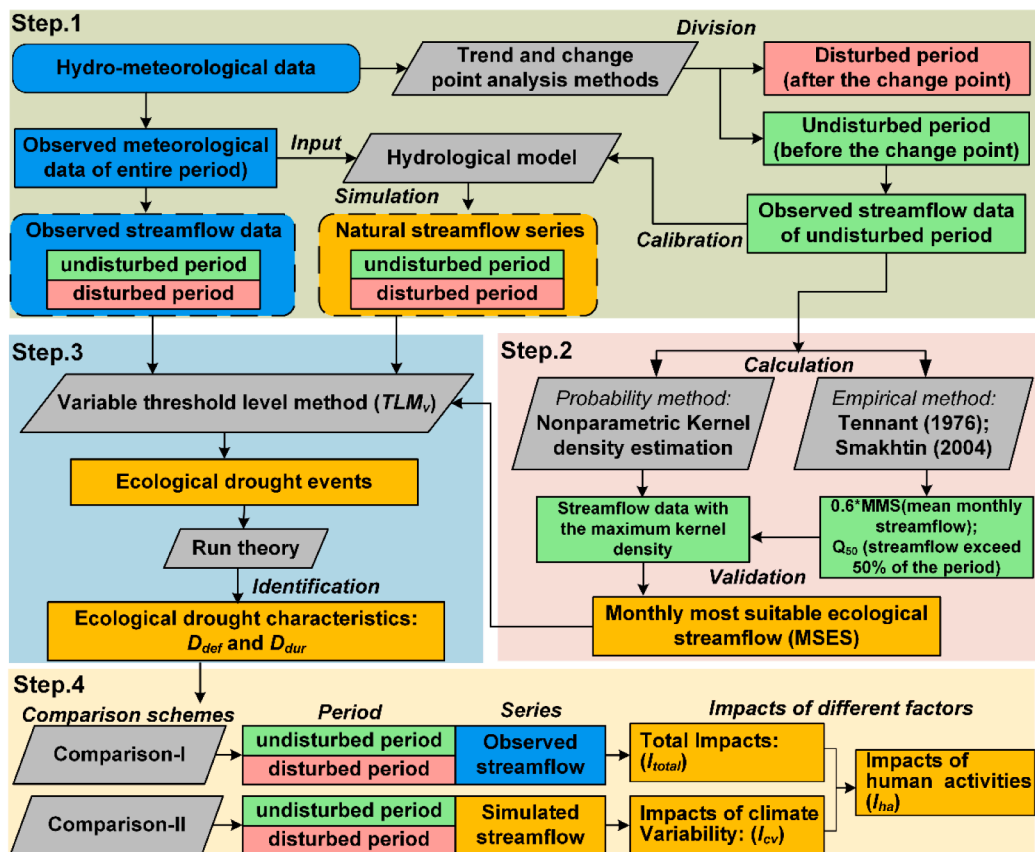 Step.1
Division
Hydro-meteorological data
Trend and change
point analysis methods
Disturbed period
(after the change point)
Undisturbed period
(before the change point)
Observed meteorological
data of entire period)
Input
Hydrological model
Simulation
Calibration
Observed streamflow data
of undisturbed period
Observed streamflow data
undisturbed period
disturbed period
Natural streamflow series
undisturbed period
disturbed period
Step.3
Variable threshold level method (TLMv)
Ecological drought events
Run theory
Identification
Ecological drought characteristics:
Ddef and Ddur
Step.2
Calculation
Probability method:
Nonparametric Kernel
density estimation
Empirical method:
Tennant (1976);
Smakhtin (2004)
Streamflow data with
the maximum kernel
density
0.6*MMS(mean monthly
streamflow);
Q50 (streamflow exceed
50% of the period)
Validation
Monthly most suitable ecological
streamflow (MSES)
Step.4
Comparison schemes
Period
Series
Impacts of different factors
Comparison-I
undisturbed period
disturbed period
Observed
streamflow
Total Impacts:
(Itotal)
Comparison-II
undisturbed period
disturbed period
Simulated
streamflow
Impacts of climate
Variability: (Icv)
Impacts of
human activities
(Iha)